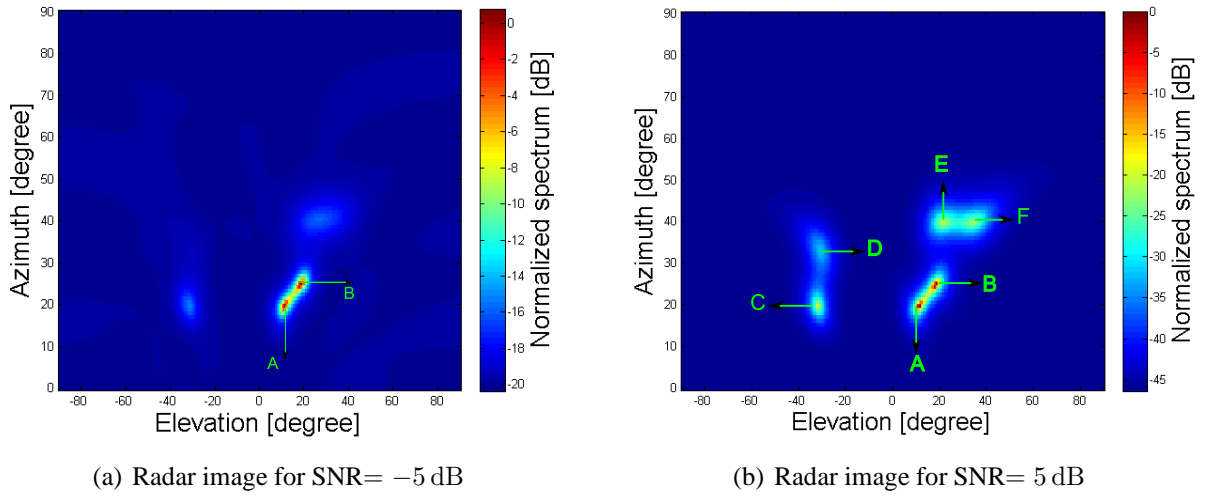 90
80
70
60
50
40
30
20
10
0
Azimuth [degree]
-80 -60 -40 -20 0 20 40 60 80
Elevation [degree]
A
B
0
-2
-4
-6
-8
-10
-12
-14
-16
-18
-20
Normalized spectrum [dB]
(a) Radar image for SNR= −5 dB
90
80
70
60
50
40
30
20
10
0
Azimuth [degree]
-80 -60 -40 -20 0 20 40 60 80
Elevation [degree]
E
F
D
C
B
A
0
-5
-10
-15
-20
-25
-30
-35
-40
-45
Normalized spectrum [dB]
(b) Radar image for SNR= 5 dB